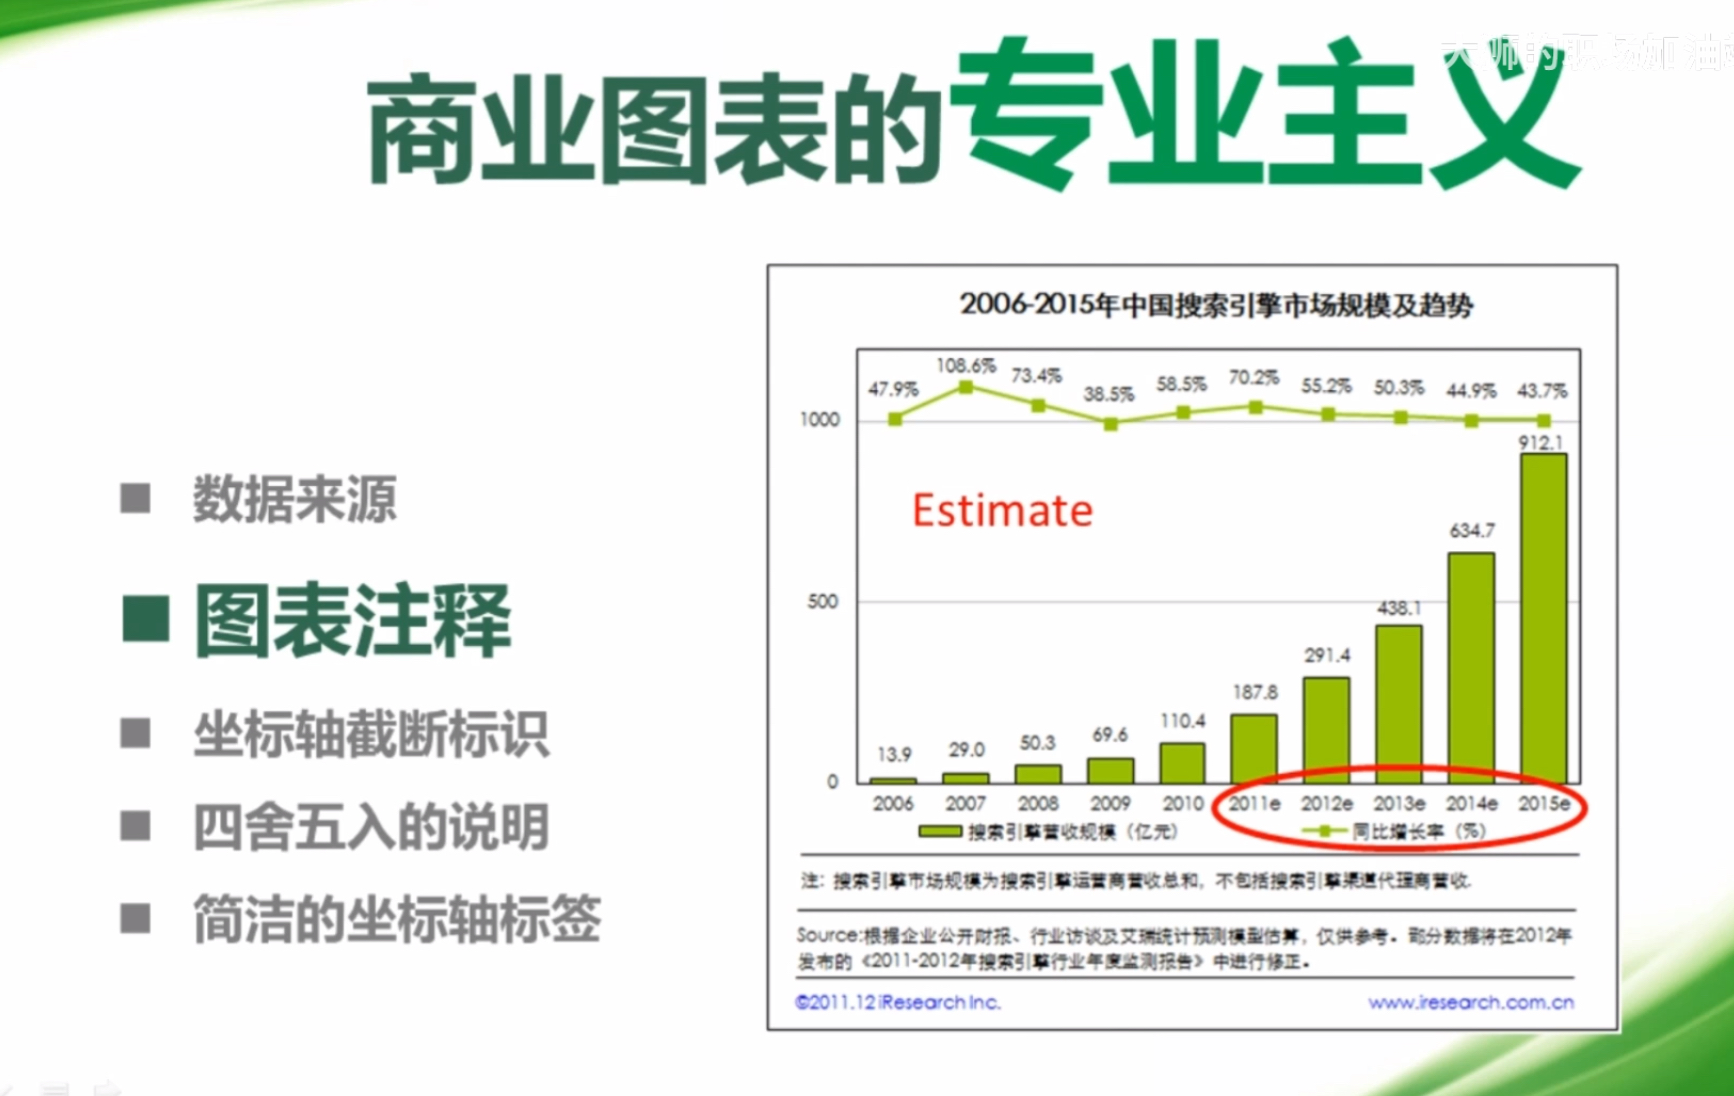 商业图表的专业主义
大师的职场加油
数据来源
图表注释
坐标轴截断标识
四舍五入的说明
简洁的坐标轴标签
2006-2015年中国搜索引擎市场规模及趋势
47.9% 108.6% 73.4% 38.5% 58.5% 70.2% 55.2% 50.3% 44.9% 43.7%
1000
500
0
Estimate
13.9 29.0 50.3 69.6 110.4 187.8 291.4 438.1 634.7 912.1
2006 2007 2008 2009 2010 2011e 2012e 2013e 2014e 2015e
搜索引擎营收规模（亿元） 同比增长率（%）
注：搜索引擎市场规模为搜索引擎运营商营收总和，不包括搜索引擎渠道代理商营收.
Source:根据企业公开财报、行业访谈及艾瑞统计预测模型估算，仅供参考。部分数据将在2012年
发布的《2011-2012年搜索引擎行业年度监测报告》中进行修正。
©2011.12 iResearch Inc. www.iresearch.com.cn